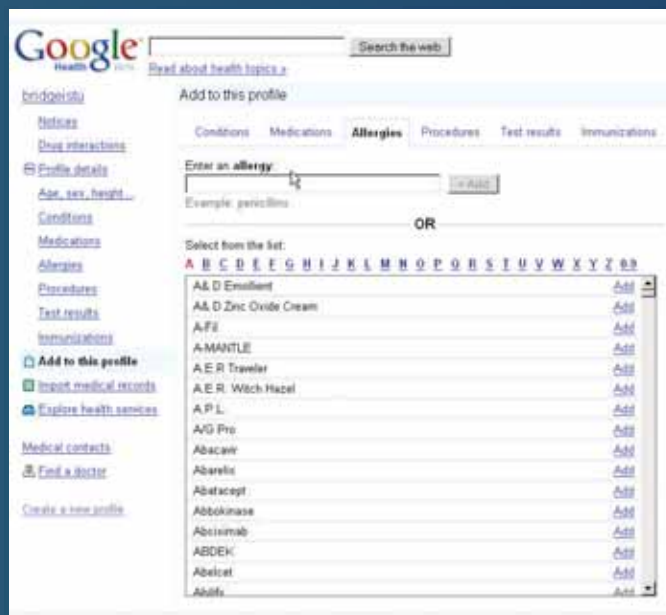 Google
Health BETA
Search the web
Read about health topics »
bridgeistu
Notices
Drug interactions
Profile details
Age, sex, height...
Conditions
Medications
Allergies
Procedures
Test results
Immunizations
Add to this profile
Import medical records
Explore health services
Medical contacts
Find a doctor
Create a new profile
Add to this profile
Conditions Medications Allergies Procedures Test results Immunizations
Enter an allergy:
+ Add
Example: penicillins
OR
Select from the list:
A B C D E F G H I J K L M N O P Q R S T U V W X Y Z 0-9
A& D Emollient Add
A& D Zinc Oxide Cream Add
A-Fil Add
A-MANTLE Add
A.E.R Traveler Add
A.E.R. Witch Hazel Add
A.P.L. Add
A/G Pro Add
Abacavir Add
Abarelix Add
Abatacept Add
Abbokinase Add
Abciximab Add
ABDEK Add
Abelcet Add
Abilify Add